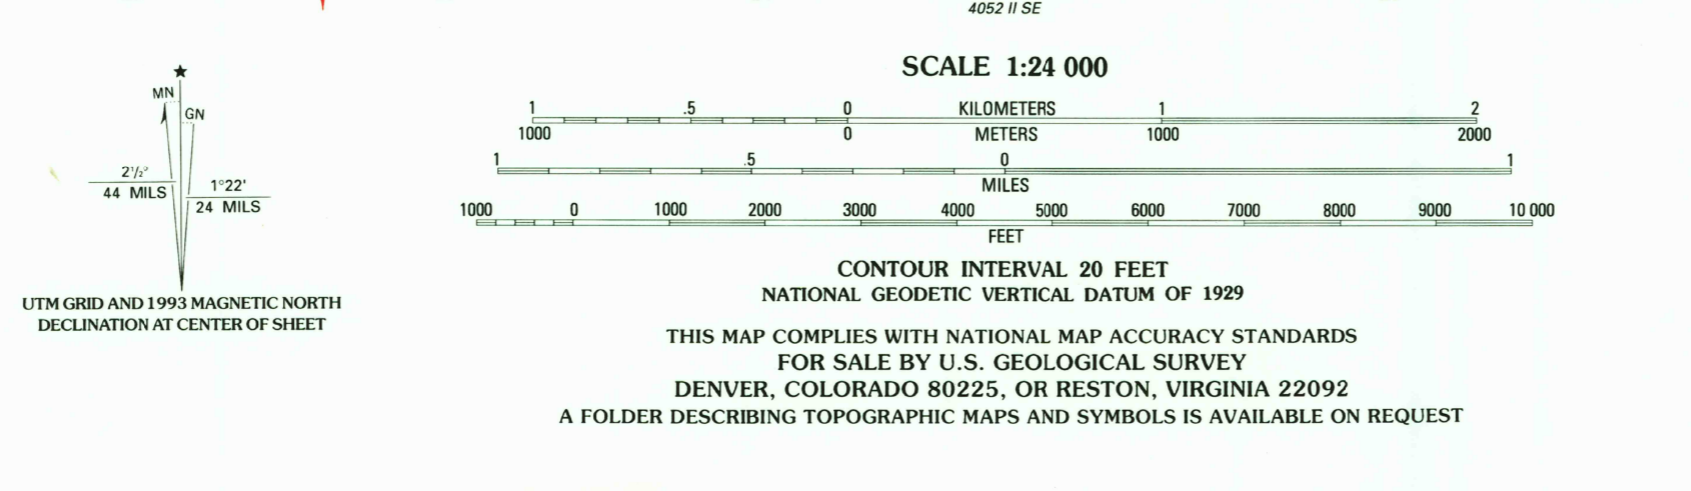 4052 II SE
SCALE 1:24 000
1 .5 0 KILOMETERS 1 2
1000 0 METERS 1000 2000
1 .5 0 1
MILES
1000 0 1000 2000 3000 4000 5000 6000 7000 8000 9000 10 000
FEET
CONTOUR INTERVAL 20 FEET
NATIONAL GEODETIC VERTICAL DATUM OF 1929
THIS MAP COMPLIES WITH NATIONAL MAP ACCURACY STANDARDS
FOR SALE BY U.S. GEOLOGICAL SURVEY
DENVER, COLORADO 80225, OR RESTON, VIRGINIA 22092
A FOLDER DESCRIBING TOPOGRAPHIC MAPS AND SYMBOLS IS AVAILABLE ON REQUEST
★
MN
GN
2½°
44 MILS
1°22'
24 MILS
UTM GRID AND 1993 MAGNETIC NORTH
DECLINATION AT CENTER OF SHEET